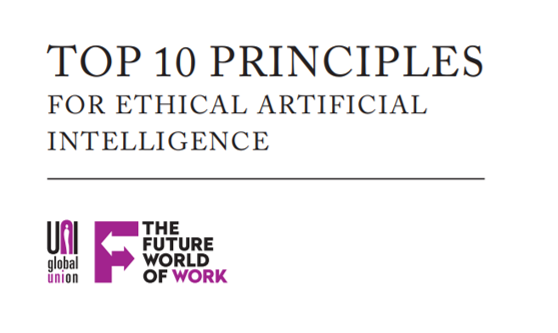 TOP 10 PRINCIPLES
FOR ETHICAL ARTIFICIAL
INTELLIGENCE
UNI
global
union
THE
FUTURE
WORLD
OF WORK